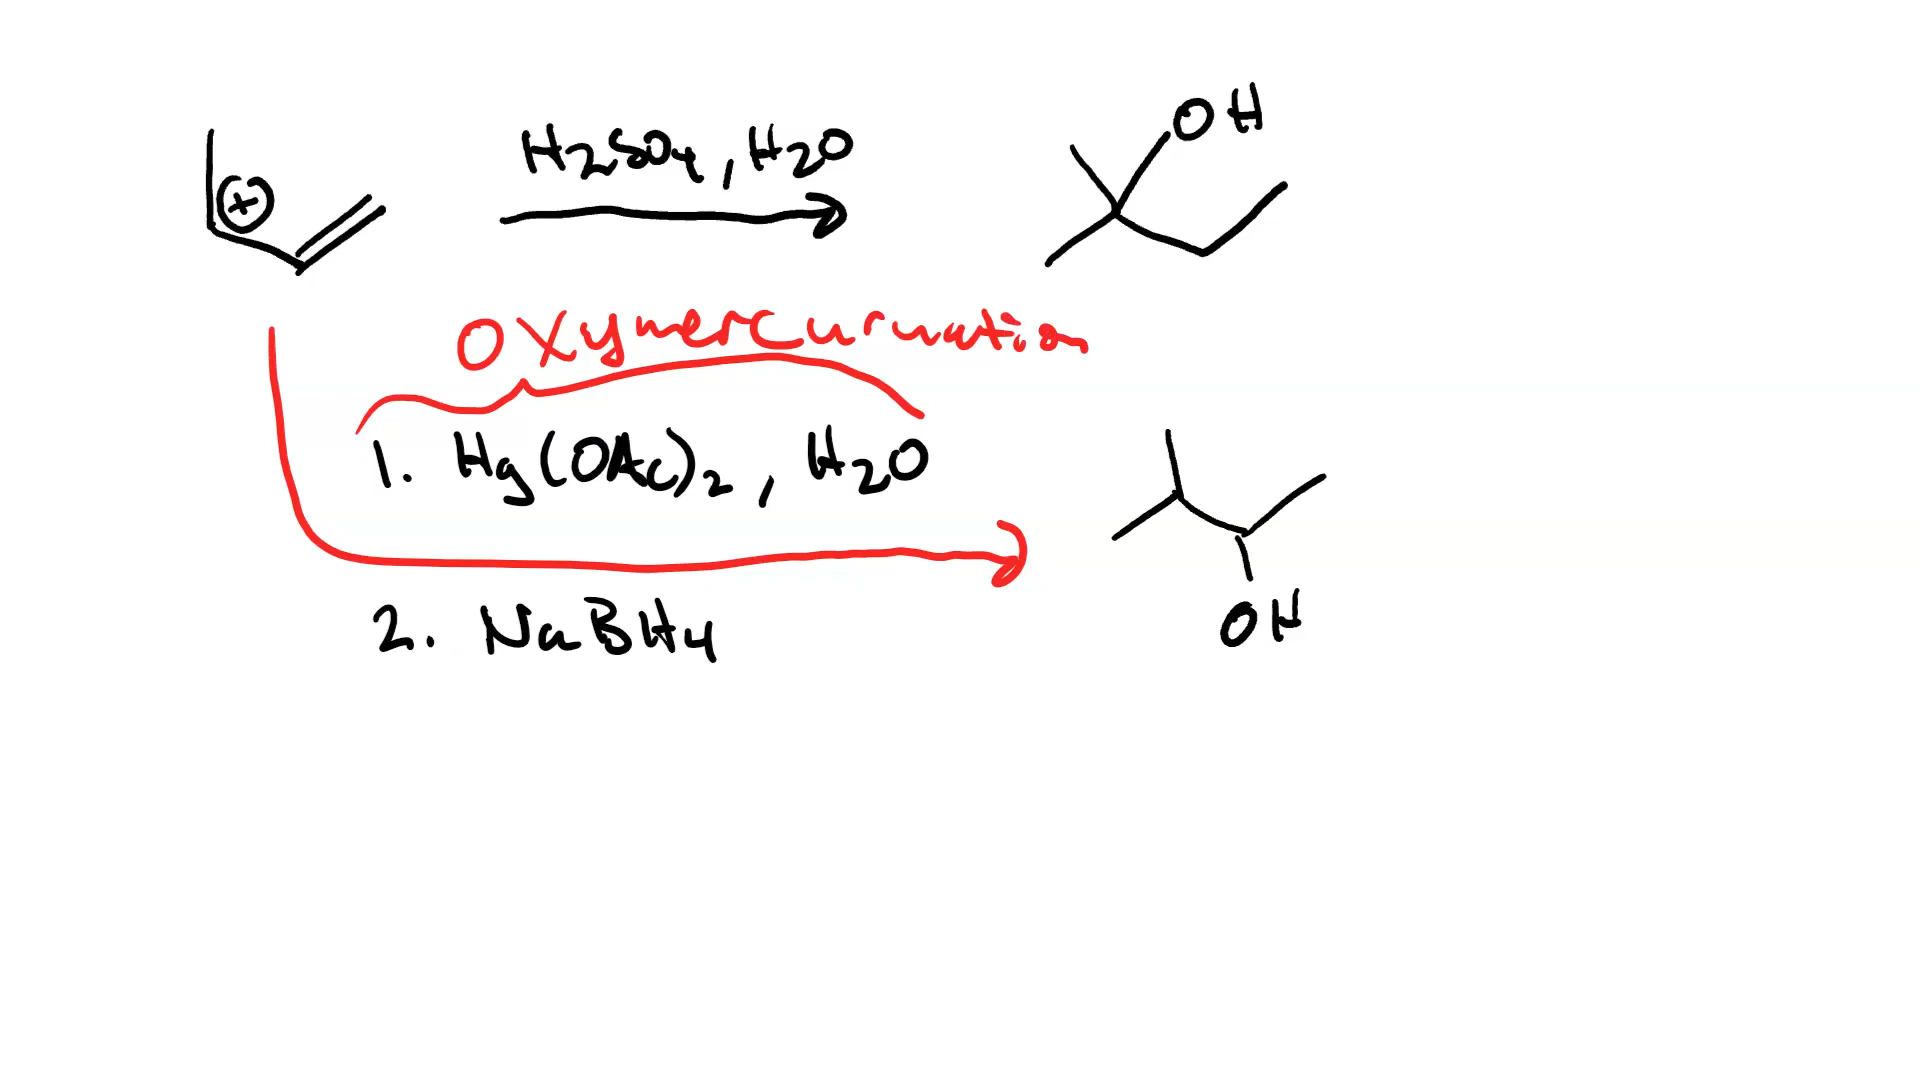 H2SO4, H2O
OH
⊕
Oxymercuration
1. Hg(OAc)2, H2O
2. NaBH4
OH